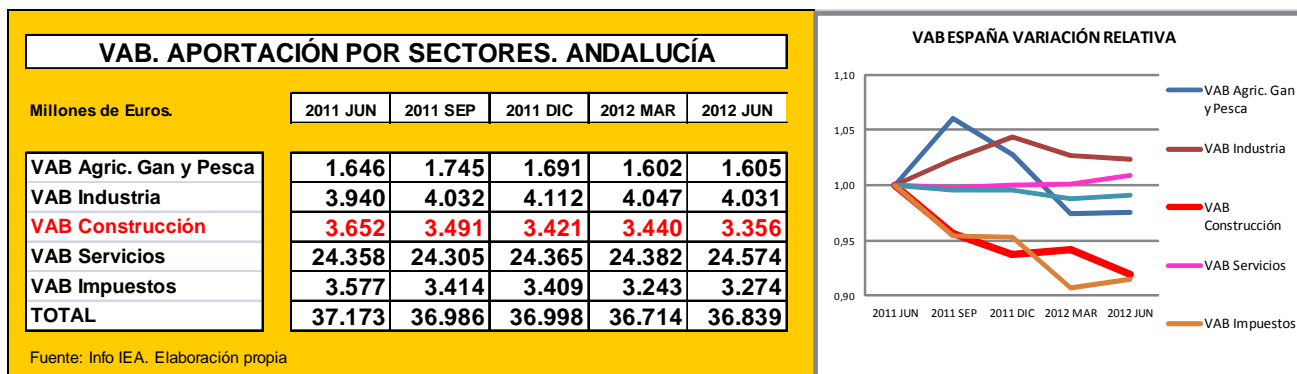 VAB. APORTACIÓN POR SECTORES. ANDALUCÍA
Millones de Euros. 2011 JUN 2011 SEP 2011 DIC 2012 MAR 2012 JUN
VAB Agric. Gan y Pesca 1.646 1.745 1.691 1.602 1.605
VAB Industria 3.940 4.032 4.112 4.047 4.031
VAB Construcción 3.652 3.491 3.421 3.440 3.356
VAB Servicios 24.358 24.305 24.365 24.382 24.574
VAB Impuestos 3.577 3.414 3.409 3.243 3.274
TOTAL 37.173 36.986 36.998 36.714 36.839
Fuente: Info IEA. Elaboración propia
VAB ESPAÑA VARIACIÓN RELATIVA
1,10
1,05
1,00
0,95
0,90
2011 JUN 2011 SEP 2011 DIC 2012 MAR 2012 JUN
VAB Agric. Gan
y Pesca
VAB Industria
VAB
Construcción
VAB Servicios
VAB Impuestos